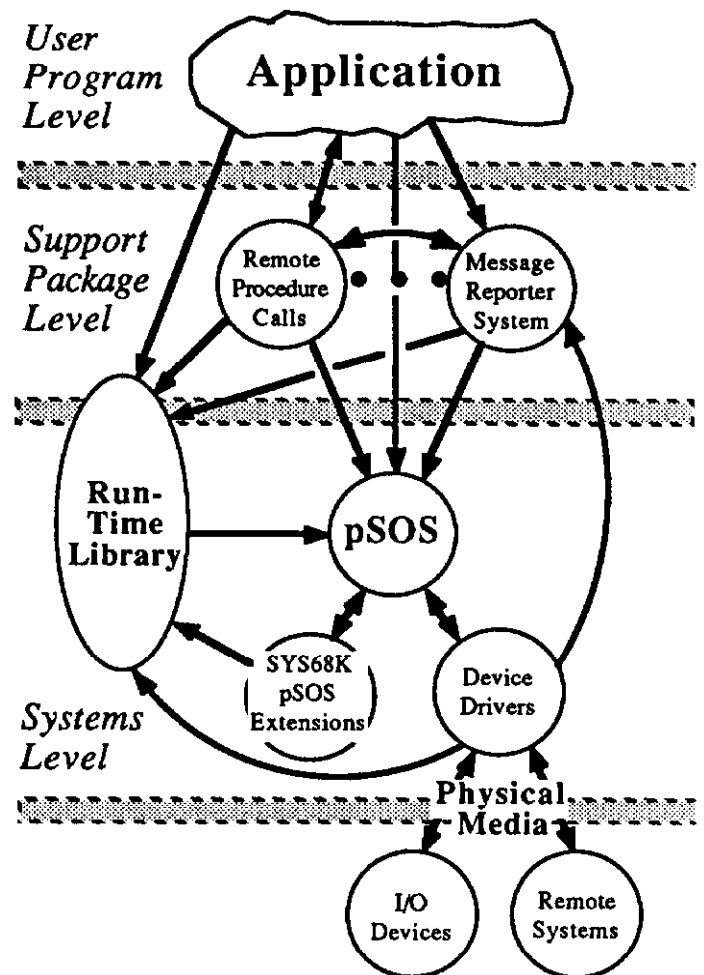 User
Program
Level
Application
Support
Package
Level
Remote
Procedure
Calls
Message
Reporter
System
Run-
Time
Library
pSOS
SYS68K
pSOS
Extensions
Device
Drivers
Systems
Level
Physical
Media
I/O
Devices
Remote
Systems